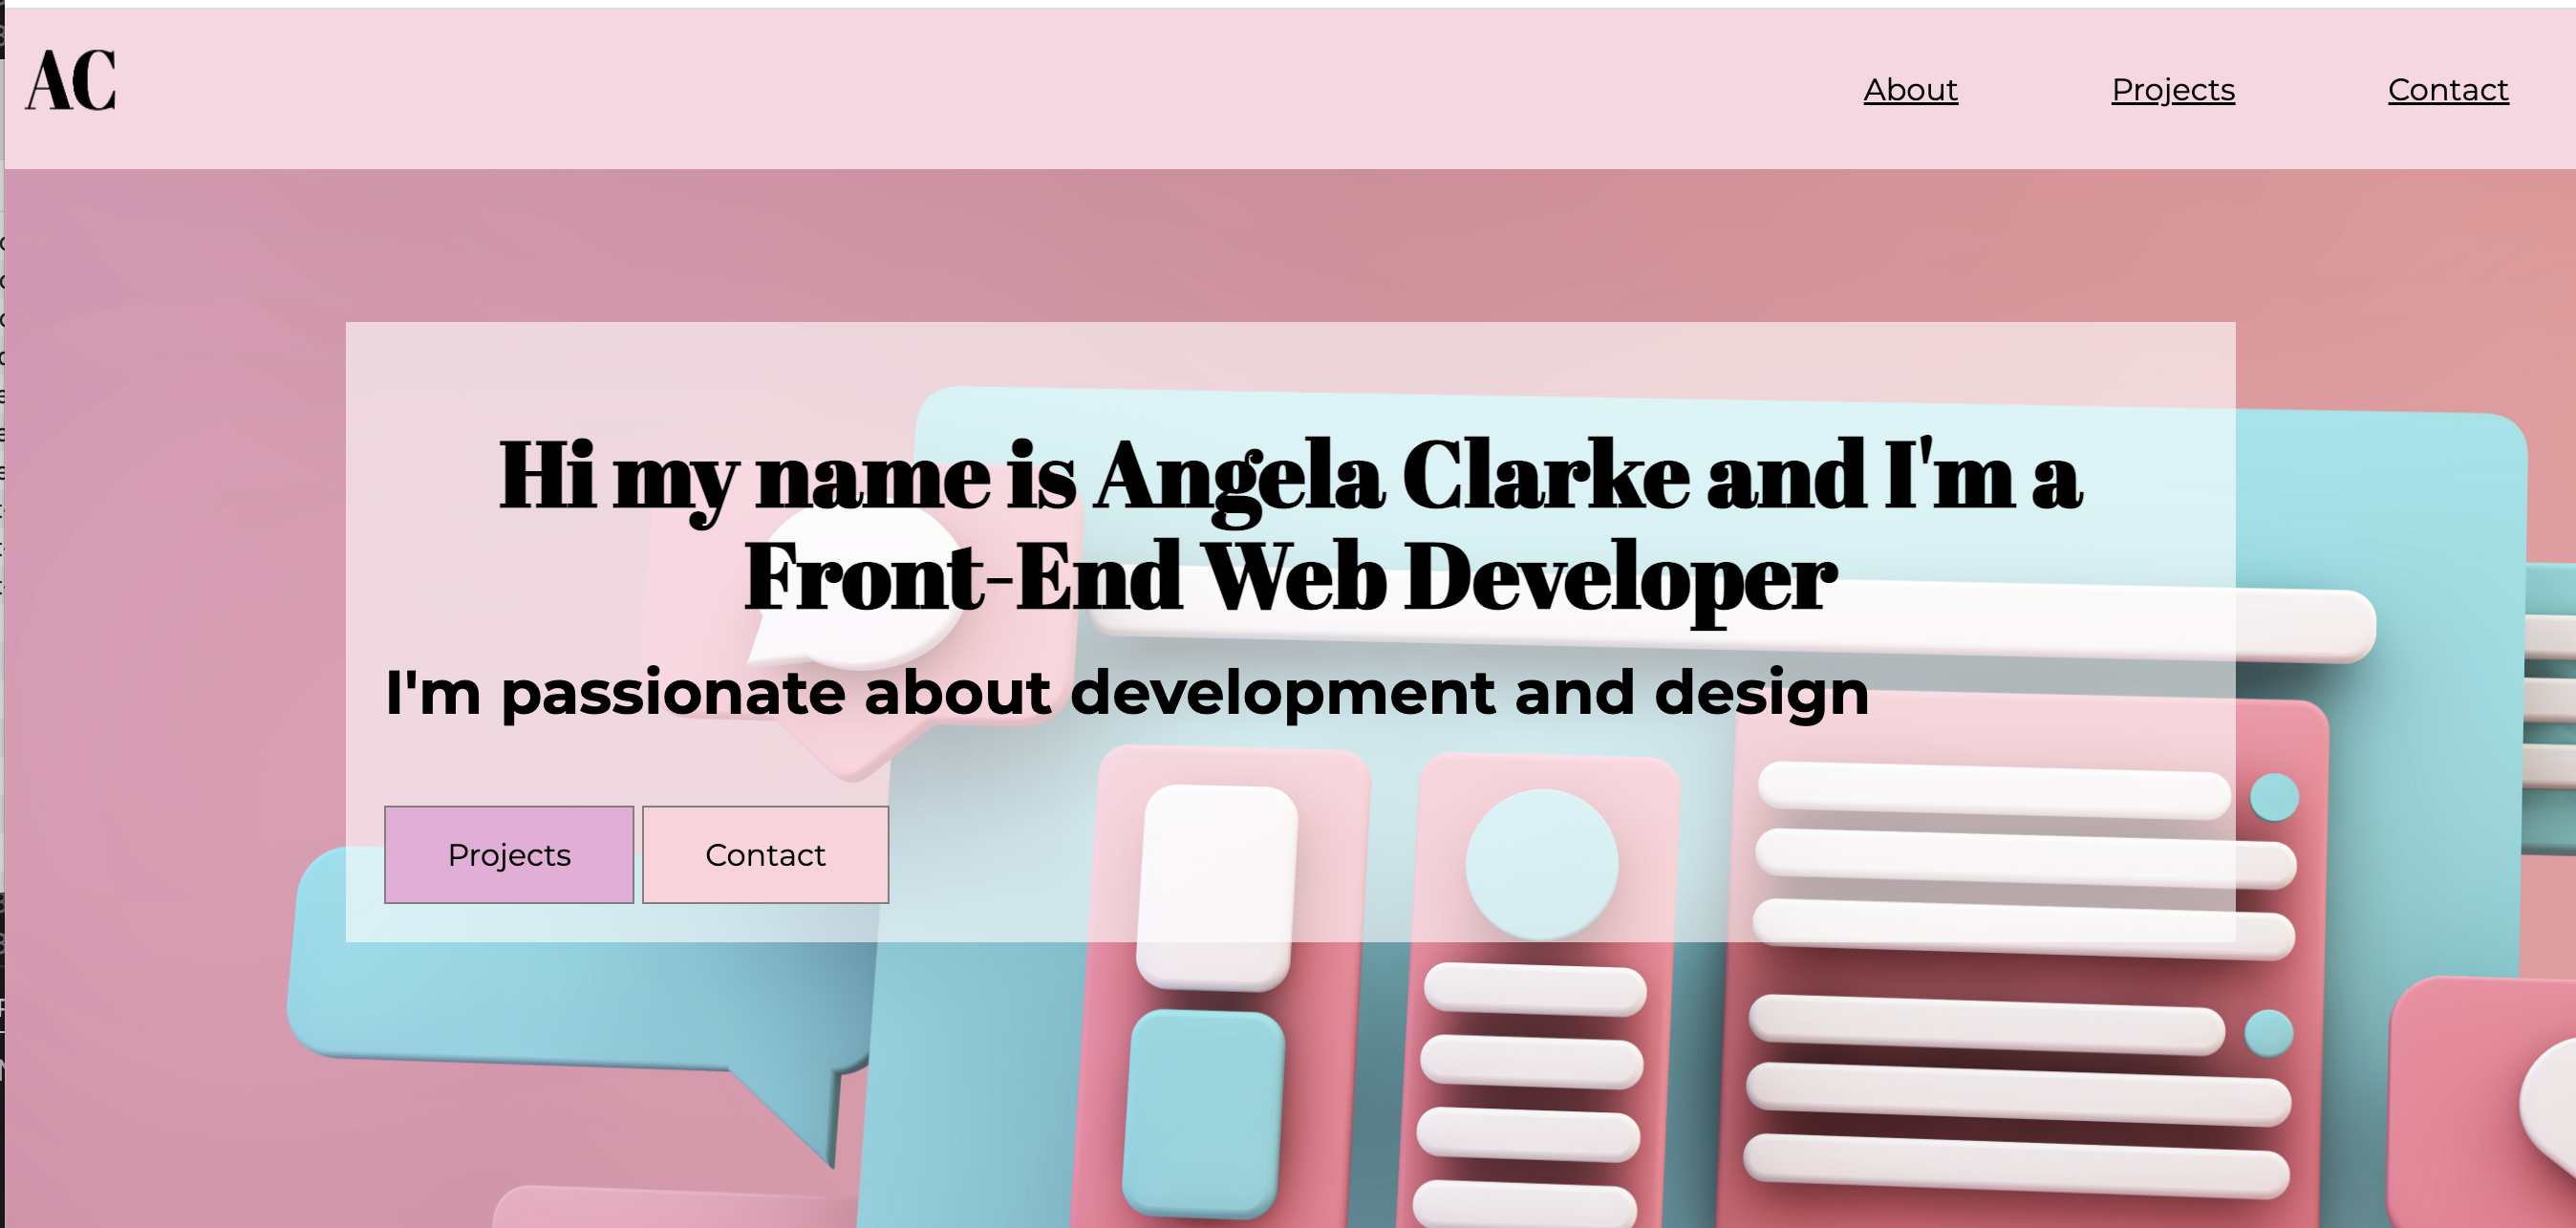 AC
About
Projects
Contact
Hi my name is Angela Clarke and I'm a
Front-End Web Developer
I'm passionate about development and design
Projects
Contact